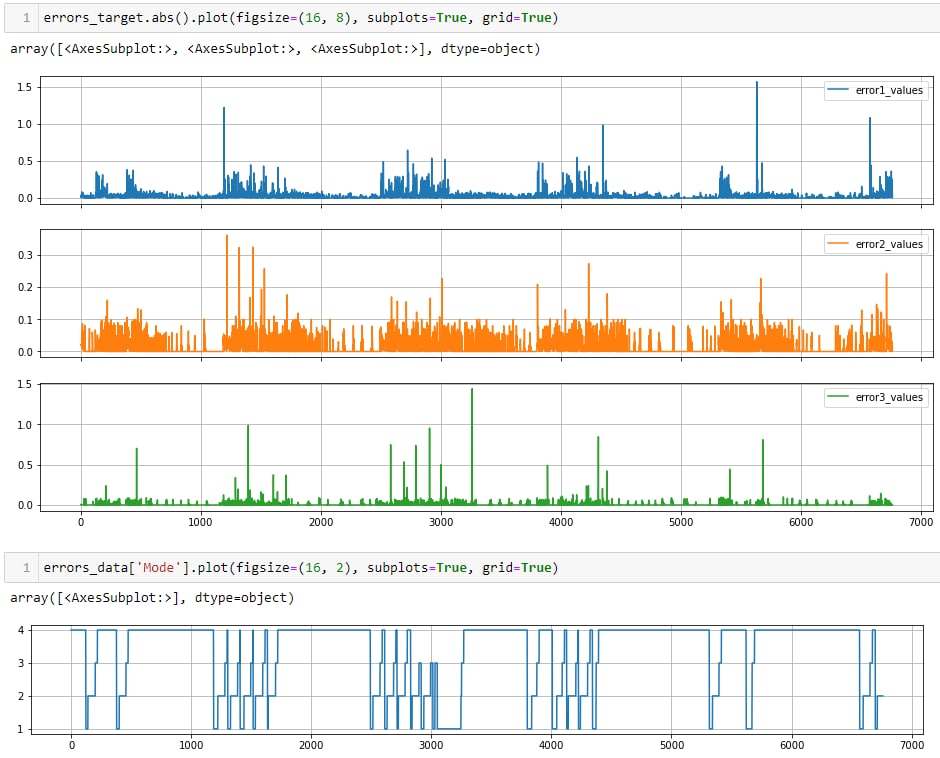 1 errors_target.abs().plot(figsize=(16, 8), subplots=True, grid=True)
array([<AxesSubplot:>, <AxesSubplot:>, <AxesSubplot:>], dtype=object)
error1_values
1.5
1.0
0.5
0.0
error2_values
0.3
0.2
0.1
0.0
error3_values
1.5
1.0
0.5
0.0
0 1000 2000 3000 4000 5000 6000 7000
1 errors_data['Mode'].plot(figsize=(16, 2), subplots=True, grid=True)
array([<AxesSubplot:>], dtype=object)
4
3
2
1
0 1000 2000 3000 4000 5000 6000 7000